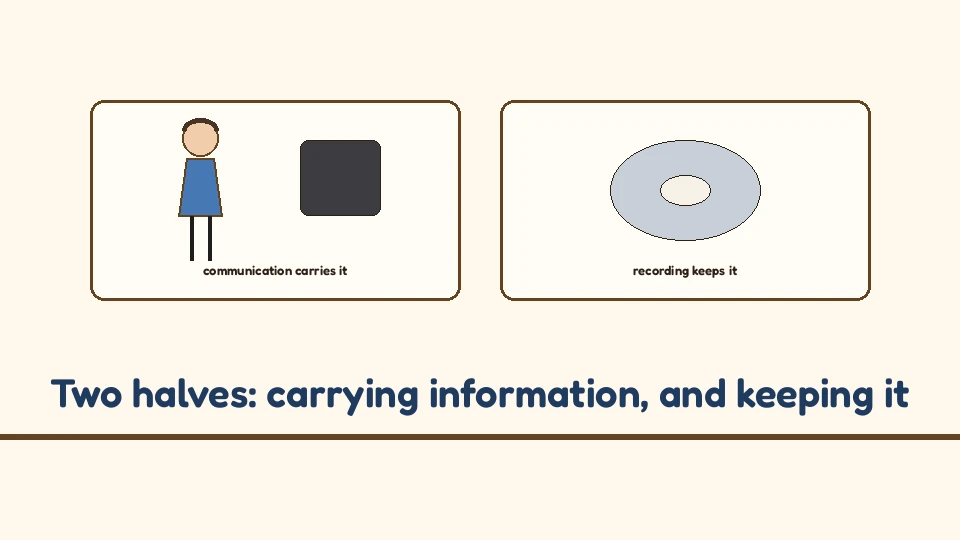 communication carries it
recording keeps it
Two halves: carrying information, and keeping it